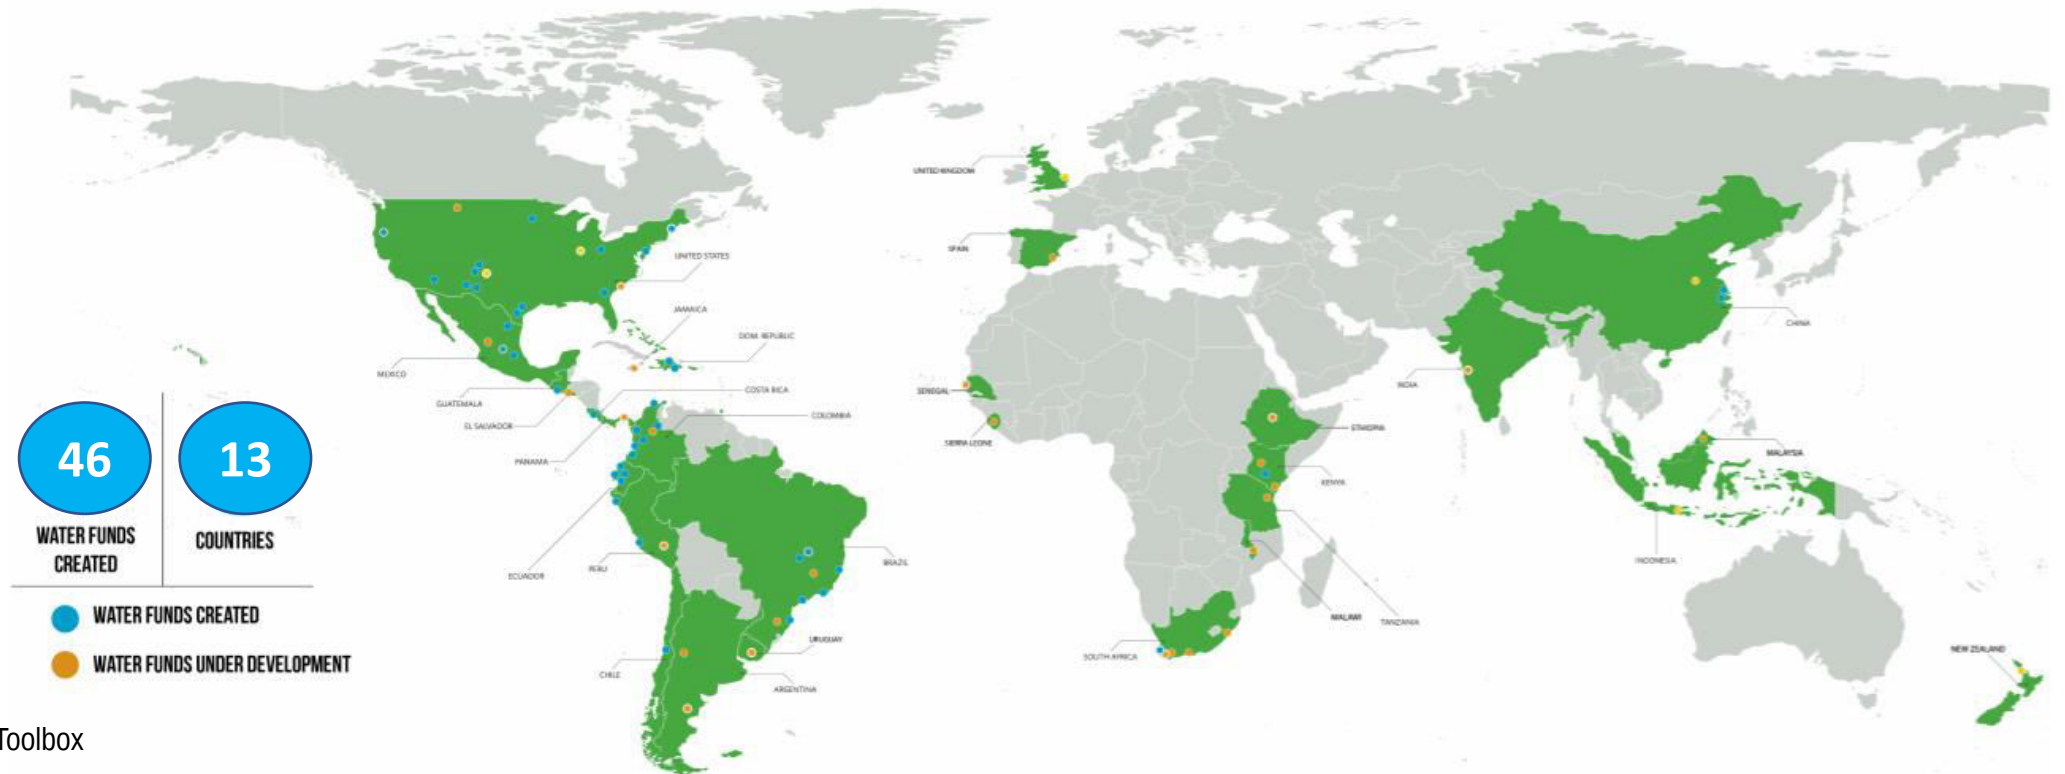 UNITED KINGDOM
SPAIN
UNITED STATES
JAMAICA
DOM. REPUBLIC
CHINA
MEXICO
GUATEMALA
COSTA RICA
COLOMBIA
INDIA
SENEGAL
EL SALVADOR
SIERRA LEONE
ETHIOPIA
MALAYSIA
PANAMA
KENYA
46
13
WATER FUNDS
CREATED
COUNTRIES
ECUADOR
PERU
BRAZIL
INDONESIA
WATER FUNDS CREATED
WATER FUNDS UNDER DEVELOPMENT
URUGUAY
MALAWI
TANZANIA
SOUTH AFRICA
NEW ZEALAND
CHILE
ARGENTINA
Toolbox